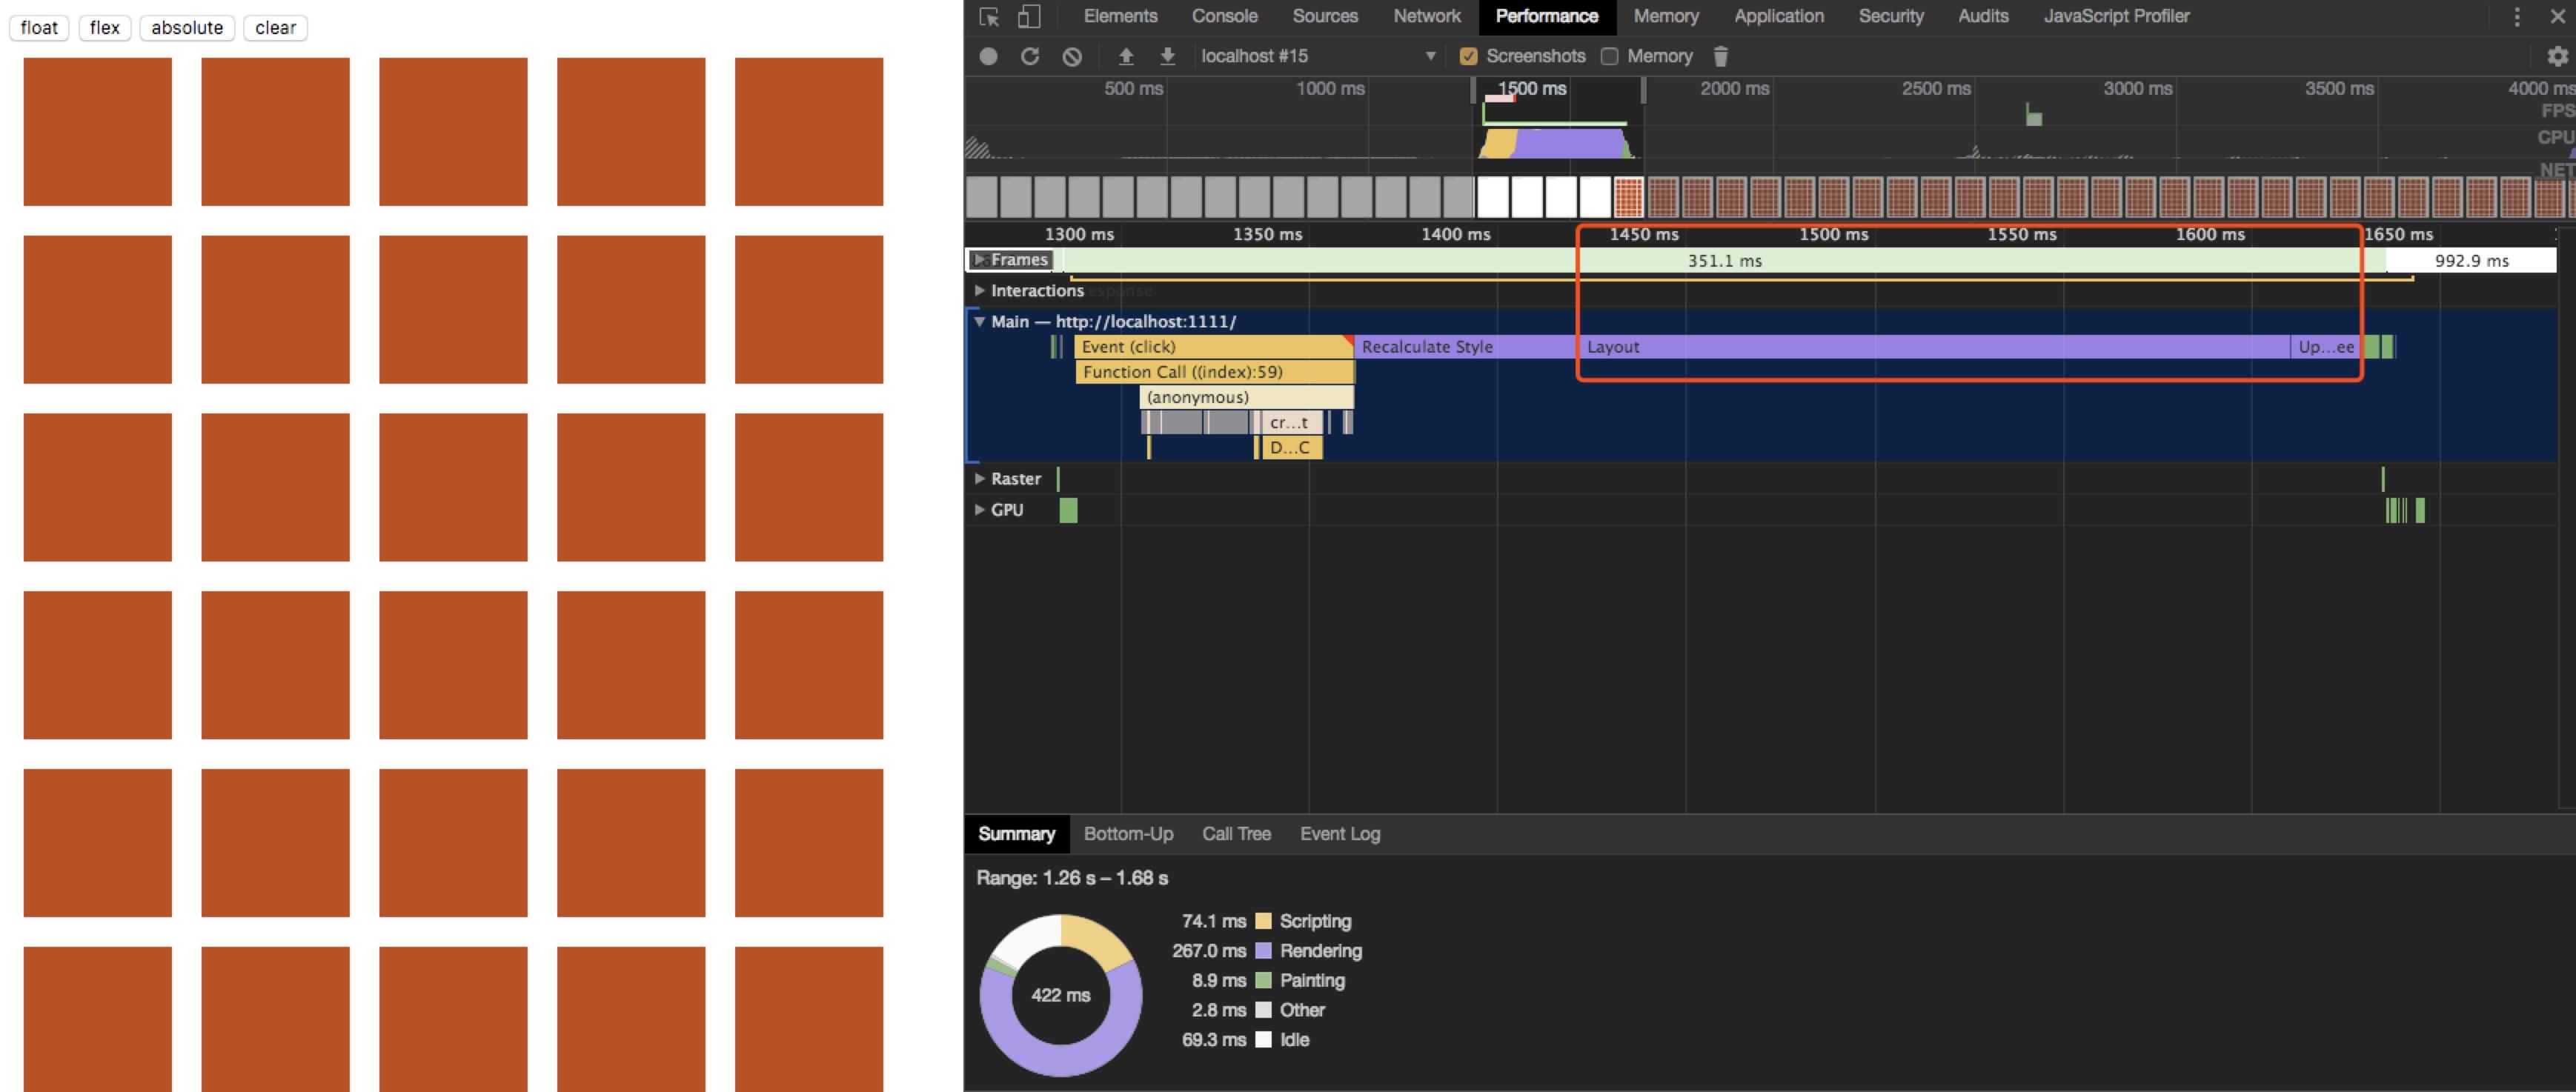 float flex absolute clear
Elements Console Sources Network Performance Memory Application Security Audits JavaScript Profiler
localhost #15 Screenshots Memory
500 ms 1000 ms 1500 ms 2000 ms 2500 ms 3000 ms 3500 ms 4000 ms
FPS
CPU
NET
1300 ms 1350 ms 1400 ms 1450 ms 1500 ms 1550 ms 1600 ms 1650 ms
Frames 351.1 ms 992.9 ms
Interactions
Main — http://localhost:1111/
Event (click) Recalculate Style Layout Up...ee
Function Call ((index):59)
(anonymous)
cr...t
D...C
Raster
GPU
Summary Bottom-Up Call Tree Event Log
Range: 1.26 s – 1.68 s
74.1 ms Scripting
267.0 ms Rendering
422 ms
8.9 ms Painting
2.8 ms Other
69.3 ms Idle